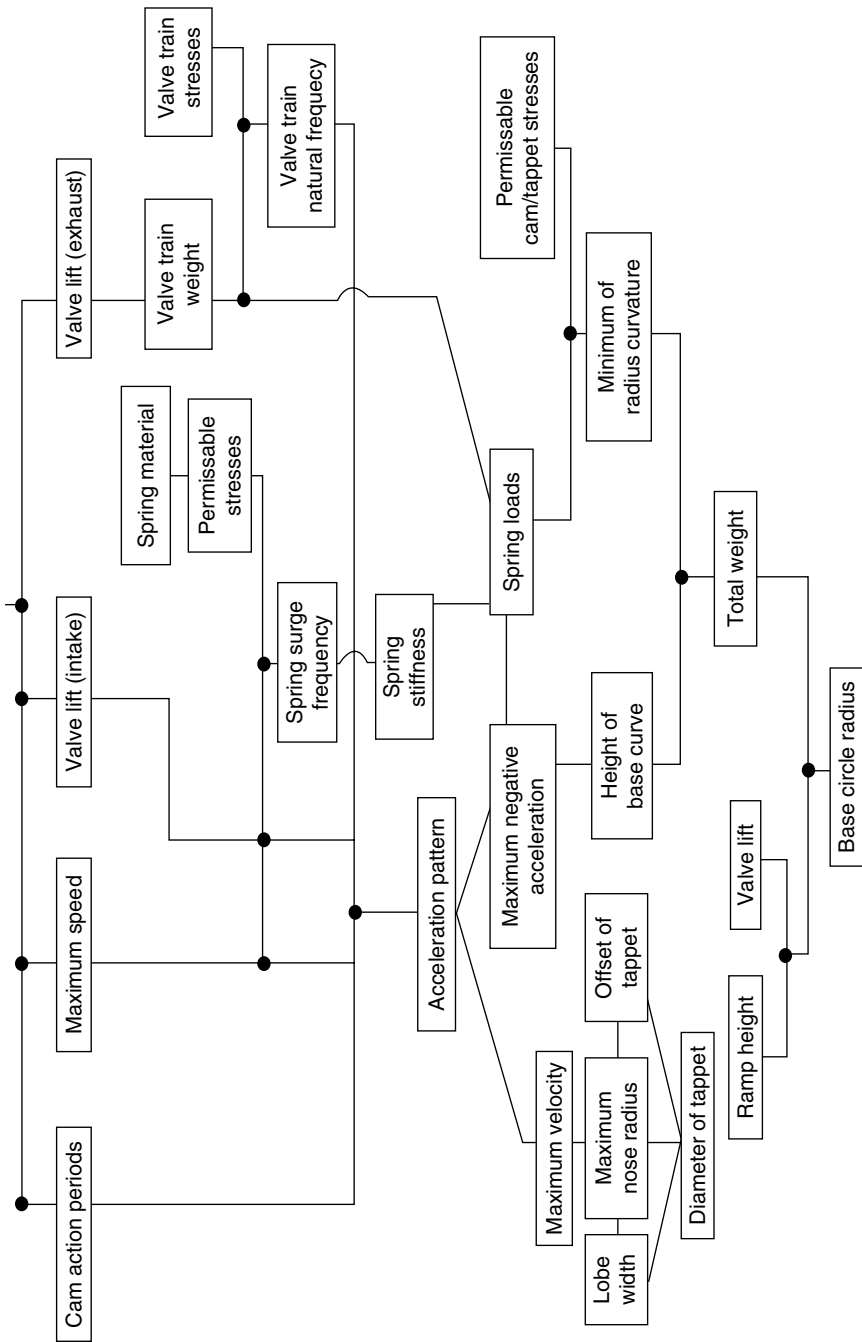 Cam action periods
Maximum speed
Valve lift (intake)
Valve lift (exhaust)
Spring material
Permissable
stresses
Valve train
weight
Valve train
stresses
Valve train
natural frequecy
Spring surge
frequency
Spring
stiffness
Acceleration pattern
Maximum negative
acceleration
Spring loads
Permissable
cam/tappet stresses
Maximum velocity
Lobe
width
Maximum
nose radius
Offset of
tappet
Height of
base curve
Minimum of
radius curvature
Diameter of tappet
Ramp height
Valve lift
Total weight
Base circle radius